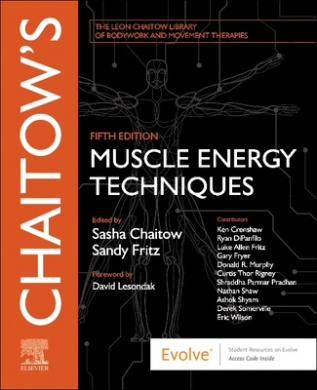 CHAITOW'S
THE LEON CHAITOW LIBRARY
OF BODYWORK AND MOVEMENT THERAPIES
FIFTH EDITION
MUSCLE ENERGY
TECHNIQUES
Edited by
Sasha Chaitow
Sandy Fritz
Foreword by
David Lesondak
Contributors
Ken Crenshaw
Ryan DiPanfilo
Luke Allen Fritz
Gary Fryer
Donald R. Murphy
Curtis Thor Rigney
Shraddha Parmar Pradhan
Nathan Shaw
Ashok Shyam
Derek Somerville
Eric Wilson
ELSEVIER
Evolve
Student Resources on Evolve
Access Code Inside